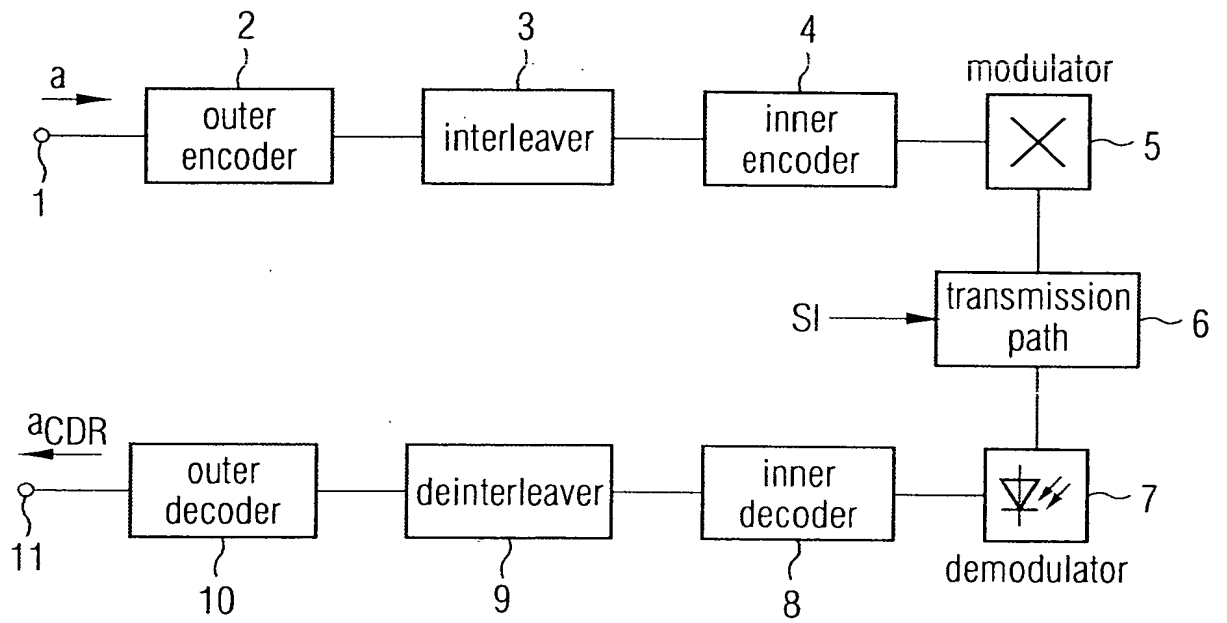 2
3
4
modulator
a
outer
encoder
interleaver
inner
encoder
5
1
SI
transmission
path
6
aCDR
outer
decoder
deinterleaver
inner
decoder
7
11
10
9
8
demodulator